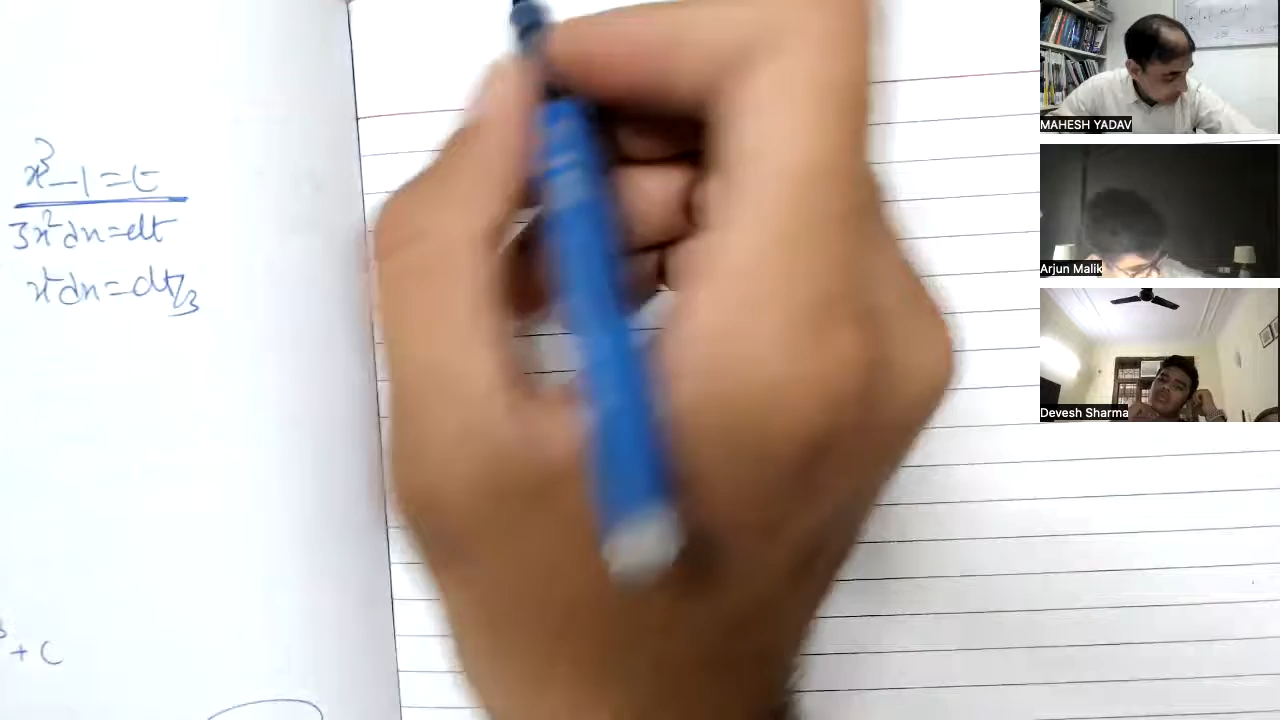 x³-1=t
3x²dx=dt
x²dx=dt/3
+ C
MAHESH YADAV
Arjun Malik
Devesh Sharma